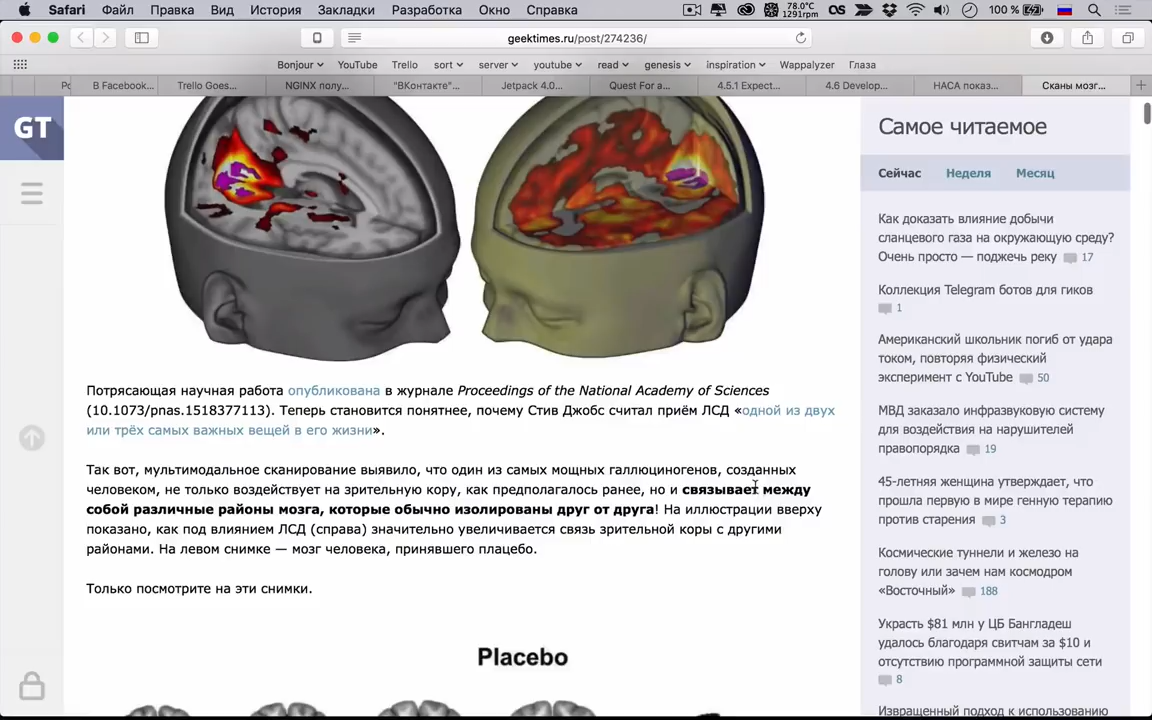 Safari Файл Правка Вид История Закладки Разработка Окно Справка
78.0°C
1291rpm
100 %
geektimes.ru/post/274236/
Bonjour YouTube Trello sort server youtube read genesis inspiration Wappalyzer Глаза
В Facebook... Trello Goes... NGINX полу... "ВКонтакте"... Jetpack 4.0... Quest For a... 4.5.1 Expect... 4.6 Develop... НАСА показ... Сканы мозг...
GT
Потрясающая научная работа опубликована в журнале Proceedings of the National Academy of Sciences
(10.1073/pnas.1518377113). Теперь становится понятнее, почему Стив Джобс считал приём ЛСД «одной из двух
или трёх самых важных вещей в его жизни».
Так вот, мультимодальное сканирование выявило, что один из самых мощных галлюциногенов, созданных
человеком, не только воздействует на зрительную кору, как предполагалось ранее, но и связывает между
собой различные районы мозга, которые обычно изолированы друг от друга! На иллюстрации вверху
показано, как под влиянием ЛСД (справа) значительно увеличивается связь зрительной коры с другими
районами. На левом снимке — мозг человека, принявшего плацебо.
Только посмотрите на эти снимки.
Placebo
Самое читаемое
Сейчас Неделя Месяц
Как доказать влияние добычи
сланцевого газа на окружающую среду?
Очень просто — поджечь реку 17
Коллекция Telegram ботов для гиков
1
Американский школьник погиб от удара
током, повторяя физический
эксперимент с YouTube 50
МВД заказало инфразвуковую систему
для воздействия на нарушителей
правопорядка 19
45-летняя женщина утверждает, что
прошла первую в мире генную терапию
против старения 3
Космические туннели и железо на
голову или зачем нам космодром
«Восточный» 188
Украсть $81 млн у ЦБ Бангладеш
удалось благодаря свитчам за $10 и
отсутствию программной защиты сети
8
Извращенный подход к использованию